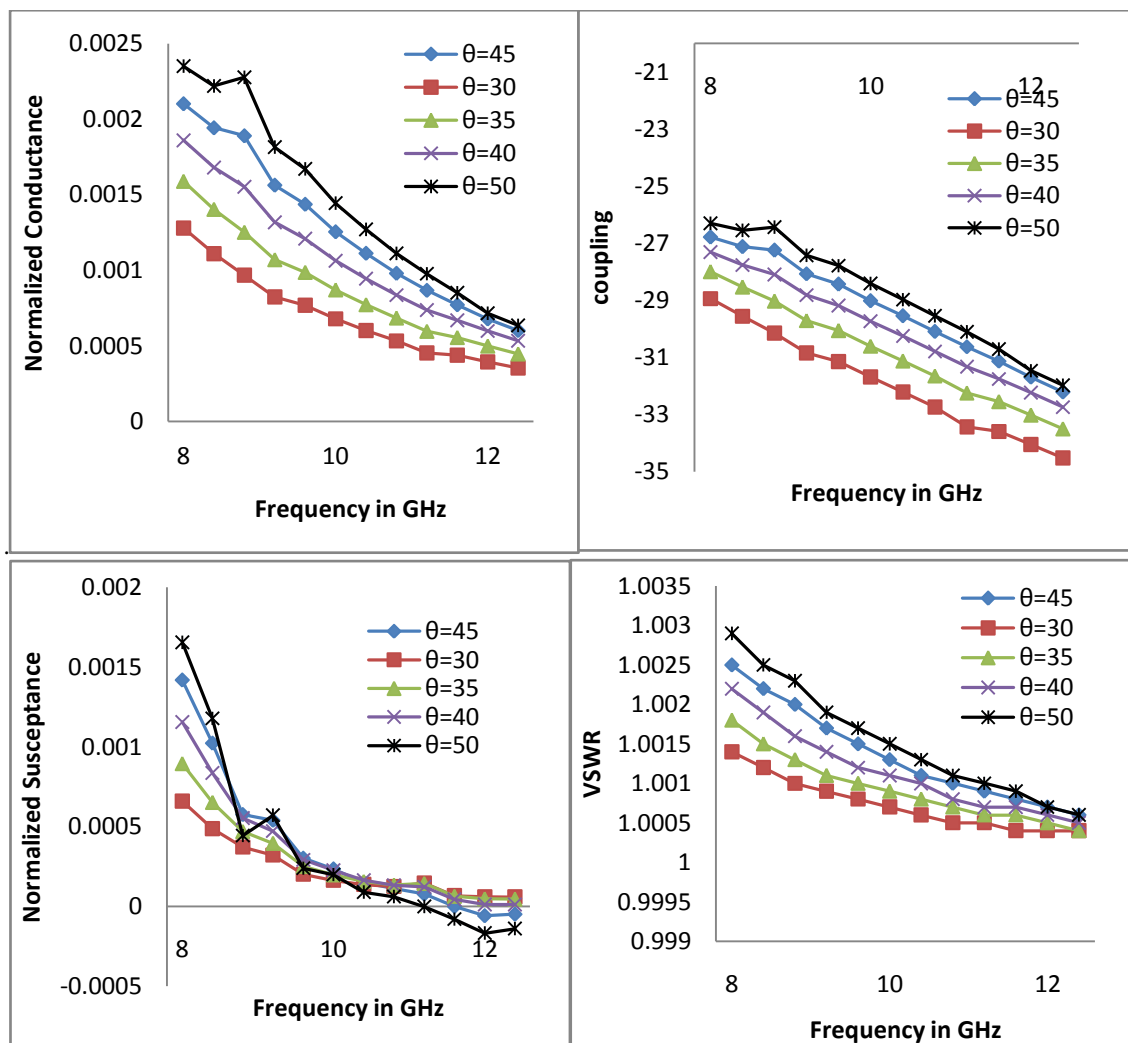 Normalized Conductance
0.0025
0.002
0.0015
0.001
0.0005
0
8
10
12
Frequency in GHz
θ=45
θ=30
θ=35
θ=40
θ=50
coupling
-21
-23
-25
-27
-29
-31
-33
-35
8
10
12
Frequency in GHz
θ=45
θ=30
θ=35
θ=40
θ=50
.
Normalized Susceptance
0.002
0.0015
0.001
0.0005
0
-0.0005
8
10
12
Frequency in GHz
θ=45
θ=30
θ=35
θ=40
θ=50
VSWR
1.0035
1.003
1.0025
1.002
1.0015
1.001
1.0005
1
0.9995
0.999
8
10
12
Frequency in GHz
θ=45
θ=30
θ=35
θ=40
θ=50